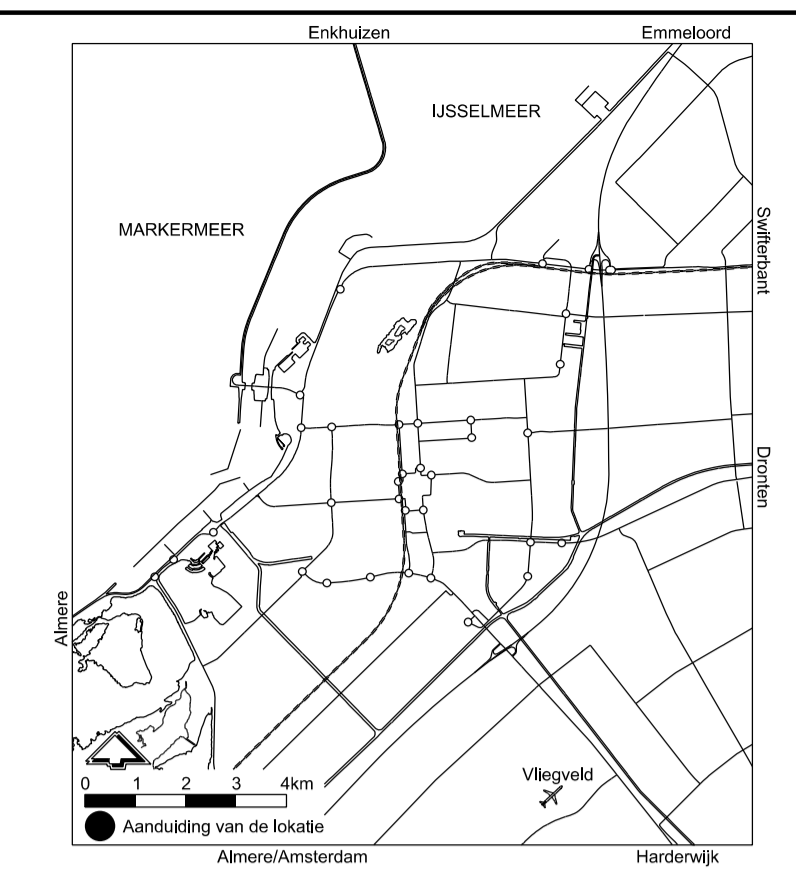 Enkhuizen
Emmeloord
IJSSELMEER
MARKERMEER
Swifterbant
Dronten
Almere
Vliegveld
0 1 2 3 4km
Aanduiding van de lokatie
Almere/Amsterdam
Harderwijk